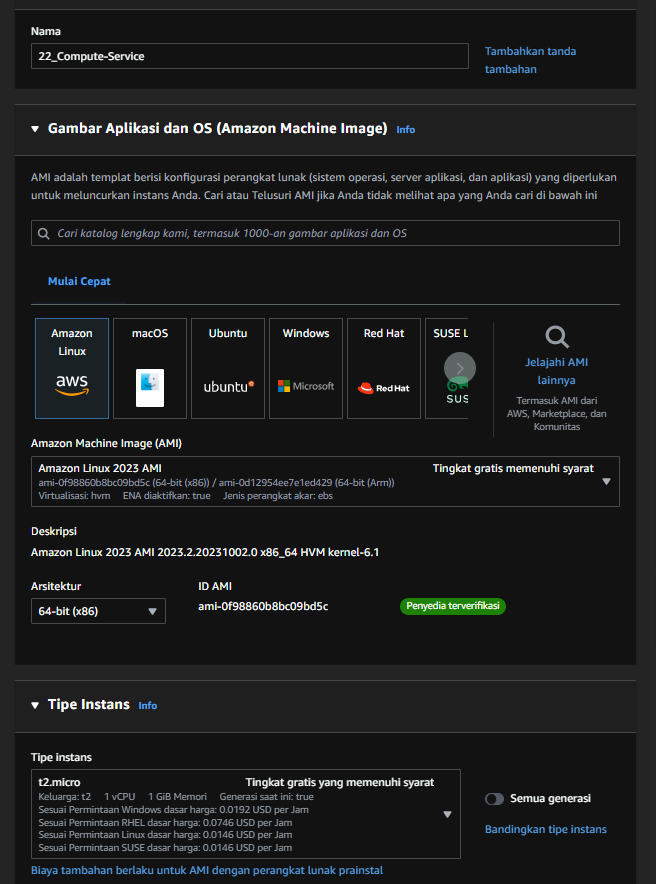 Nama
22_Compute-Service
Tambahkan tanda
tambahan
Gambar Aplikasi dan OS (Amazon Machine Image) Info
AMI adalah templat berisi konfigurasi perangkat lunak (sistem operasi, server aplikasi, dan aplikasi) yang diperlukan
untuk meluncurkan instans Anda. Cari atau Telusuri AMI jika Anda tidak melihat apa yang Anda cari di bawah ini
Cari katalog lengkap kami, termasuk 1000-an gambar aplikasi dan OS
Mulai Cepat
Amazon
Linux
aws
macOS
Ubuntu
ubuntu
Windows
Microsoft
Red Hat
Red Hat
SUSE L
SUS
Jelajahi AMI
lainnya
Termasuk AMI dari
AWS, Marketplace, dan
Komunitas
Amazon Machine Image (AMI)
Amazon Linux 2023 AMI Tingkat gratis memenuhi syarat
ami-0f98860b8bc09bd5c (64-bit (x86)) / ami-0d12954ee7e1ed429 (64-bit (Arm))
Virtualisasi: hvm ENA diaktifkan: true Jenis perangkat akar: ebs
Deskripsi
Amazon Linux 2023 AMI 2023.2.20231002.0 x86_64 HVM kernel-6.1
Arsitektur
64-bit (x86)
ID AMI
ami-0f98860b8bc09bd5c
Penyedia terverifikasi
Tipe Instans Info
Tipe instans
t2.micro Tingkat gratis yang memenuhi syarat
Keluarga: t2 1 vCPU 1 GiB Memori Generasi saat ini: true
Sesuai Permintaan Windows dasar harga: 0.0192 USD per Jam
Sesuai Permintaan RHEL dasar harga: 0.0746 USD per Jam
Sesuai Permintaan Linux dasar harga: 0.0146 USD per Jam
Sesuai Permintaan SUSE dasar harga: 0.0146 USD per Jam
Semua generasi
Bandingkan tipe instans
Biaya tambahan berlaku untuk AMI dengan perangkat lunak prainstal